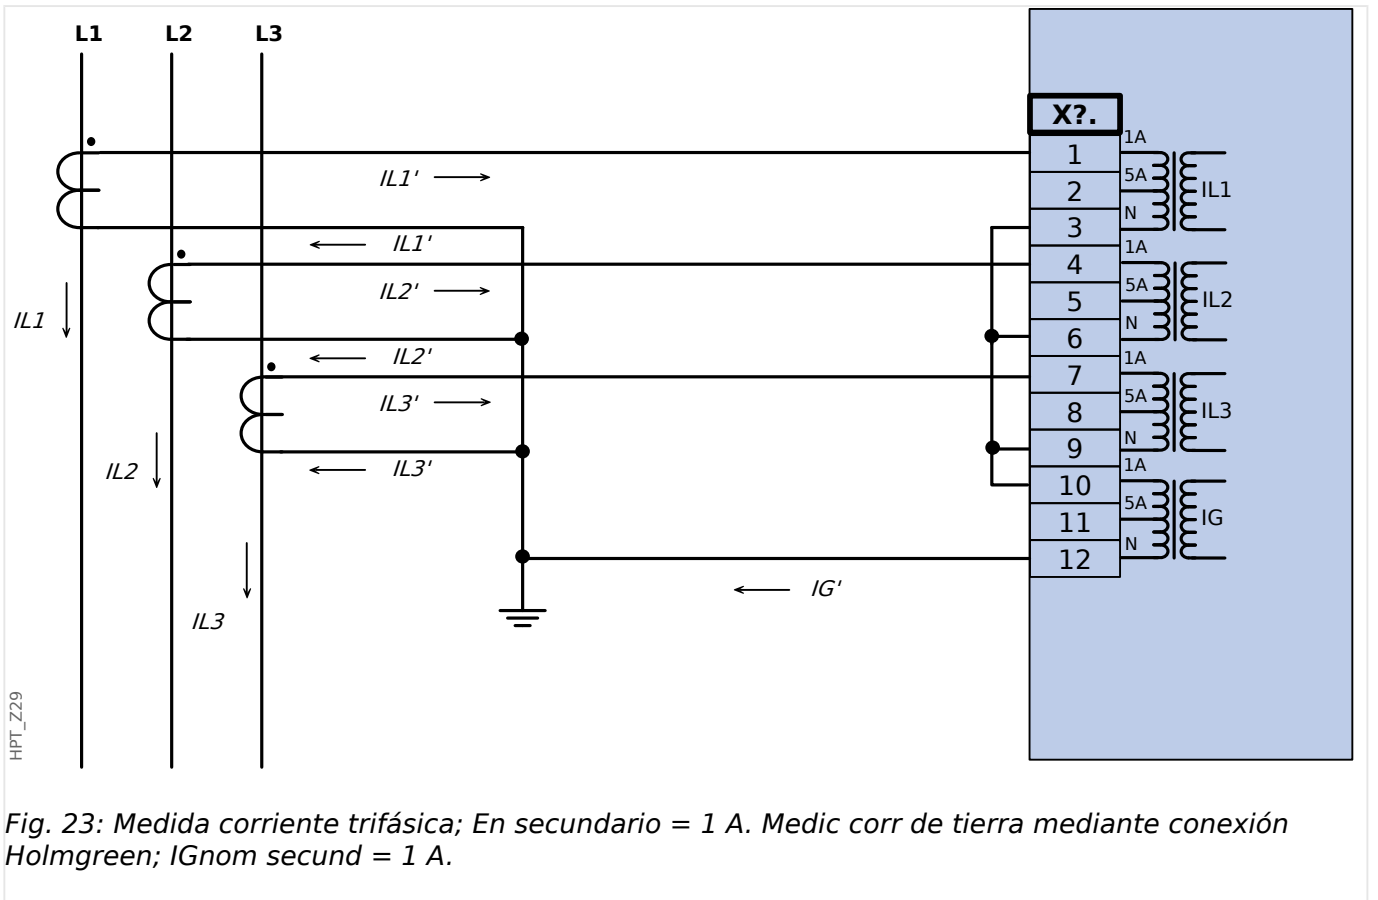 L1 L2 L3
X?.
1
2
3
4
5
6
7
8
9
10
11
12
1A
5A
N
IL1
1A
5A
N
IL2
1A
5A
N
IL3
1A
5A
N
IG
IL1'
IL1'
IL2'
IL2'
IL3'
IL3'
IG'
IL1
IL2
IL3
HPT_Z29
Fig. 23: Medida corriente trifásica; En secundario = 1 A. Medic corr de tierra mediante conexión
Holmgreen; IGnom secund = 1 A.